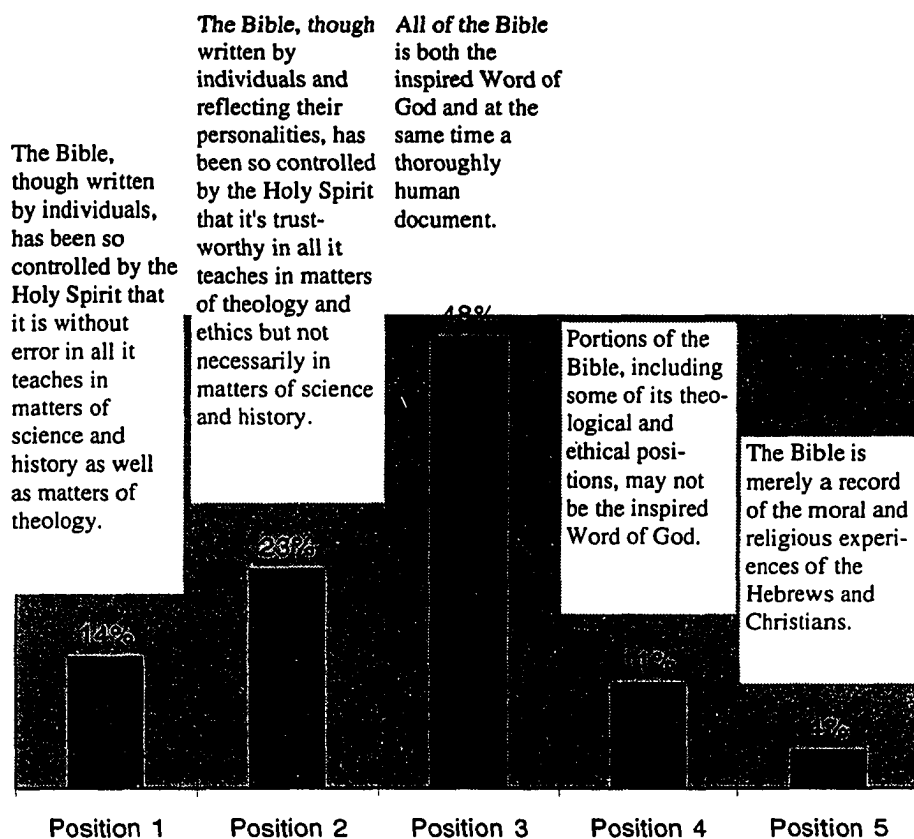 The Bible,
though written
by individuals,
has been so
controlled by the
Holy Spirit that
it is without
error in all it
teaches in
matters of
science and
history as well
as matters of
theology.
The Bible, though
written by
individuals and
reflecting their
personalities, has
been so controlled
by the Holy Spirit
that it's trust-
worthy in all it
teaches in matters
of theology and
ethics but not
necessarily in
matters of science
and history.
All of the Bible
is both the
inspired Word of
God and at the
same time a
thoroughly
human
document.
Portions of the
Bible, including
some of its theo-
logical and
ethical posi-
tions, may not
be the inspired
Word of God.
The Bible is
merely a record
of the moral and
religious experi-
ences of the
Hebrews and
Christians.
14%
23%
48%
11%
4%
Position 1
Position 2
Position 3
Position 4
Position 5